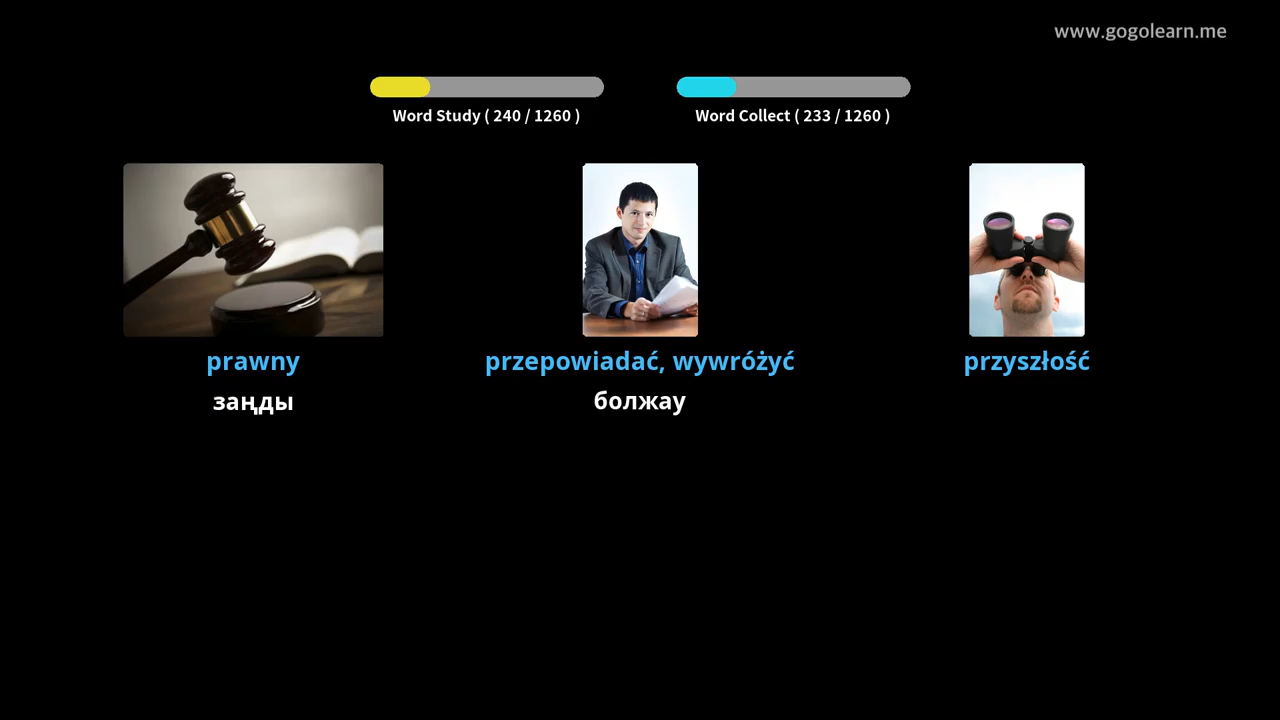 www.gogolearn.me
Word Study ( 240 / 1260 )
Word Collect ( 233 / 1260 )
prawny
przepowiadać, wywróżyć
przyszłość
заңды
болжау